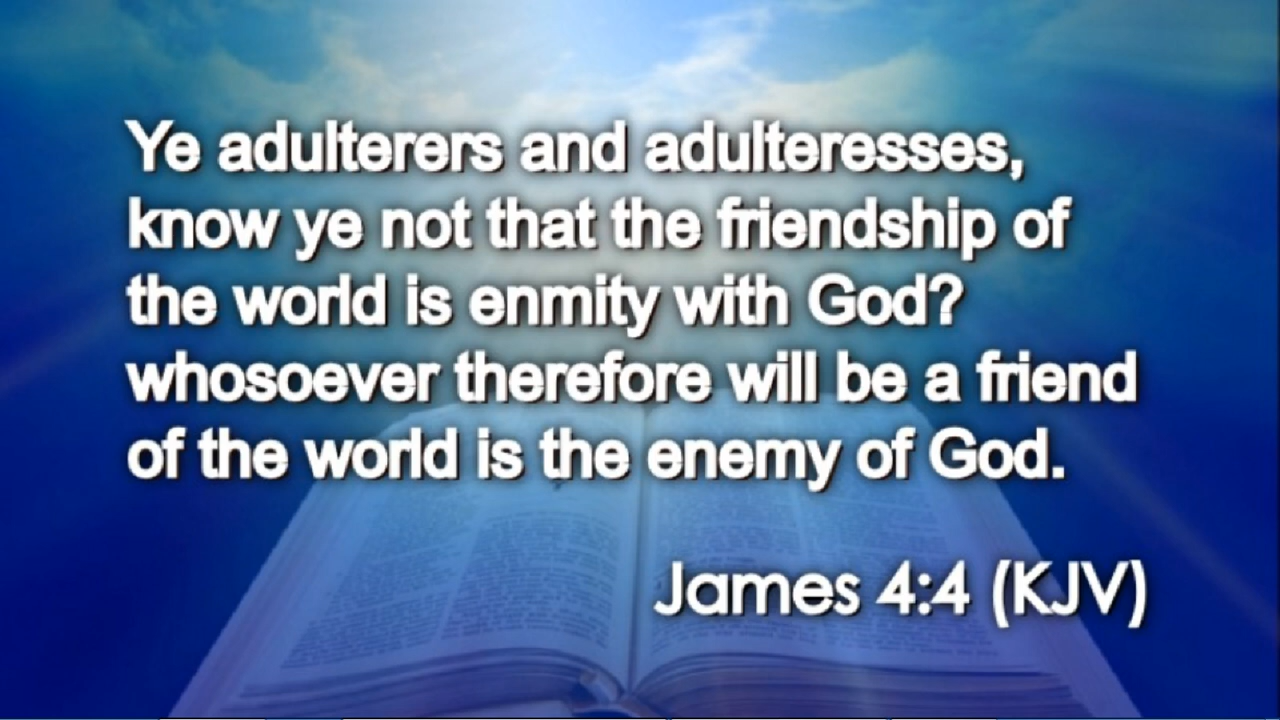 Ye adulterers and adulteresses,
know ye not that the friendship of
the world is enmity with God?
whosoever therefore will be a friend
of the world is the enemy of God.
James 4:4 (KJV)